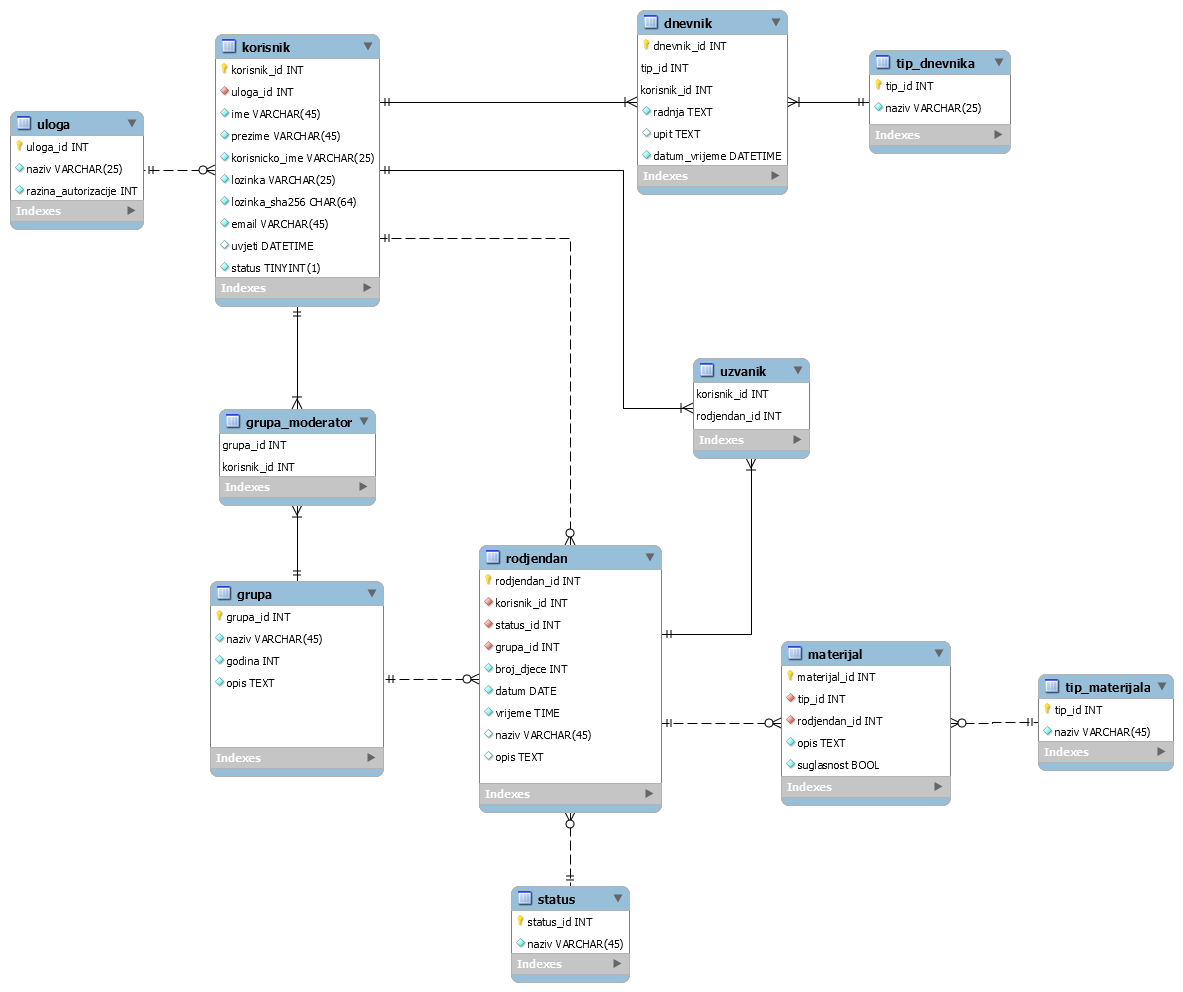 korisnik
korisnik_id INT
uloga_id INT
ime VARCHAR(45)
prezime VARCHAR(45)
korisnicko_ime VARCHAR(25)
lozinka VARCHAR(25)
lozinka_sha256 CHAR(64)
email VARCHAR(45)
uvjeti DATETIME
status TINYINT(1)
Indexes
dnevnik
dnevnik_id INT
tip_id INT
korisnik_id INT
radnja TEXT
upit TEXT
datum_vrijeme DATETIME
Indexes
tip_dnevnika
tip_id INT
naziv VARCHAR(25)
Indexes
uloga
uloga_id INT
naziv VARCHAR(25)
razina_autorizacije INT
Indexes
uzvanik
korisnik_id INT
rodjendan_id INT
Indexes
grupa_moderator
grupa_id INT
korisnik_id INT
Indexes
grupa
grupa_id INT
naziv VARCHAR(45)
godina INT
opis TEXT
Indexes
rodjendan
rodjendan_id INT
korisnik_id INT
status_id INT
grupa_id INT
broj_djece INT
datum DATE
vrijeme TIME
naziv VARCHAR(45)
opis TEXT
Indexes
materijal
materijal_id INT
tip_id INT
rodjendan_id INT
opis TEXT
suglasnost BOOL
Indexes
tip_materijala
tip_id INT
naziv VARCHAR(45)
Indexes
status
status_id INT
naziv VARCHAR(45)
Indexes